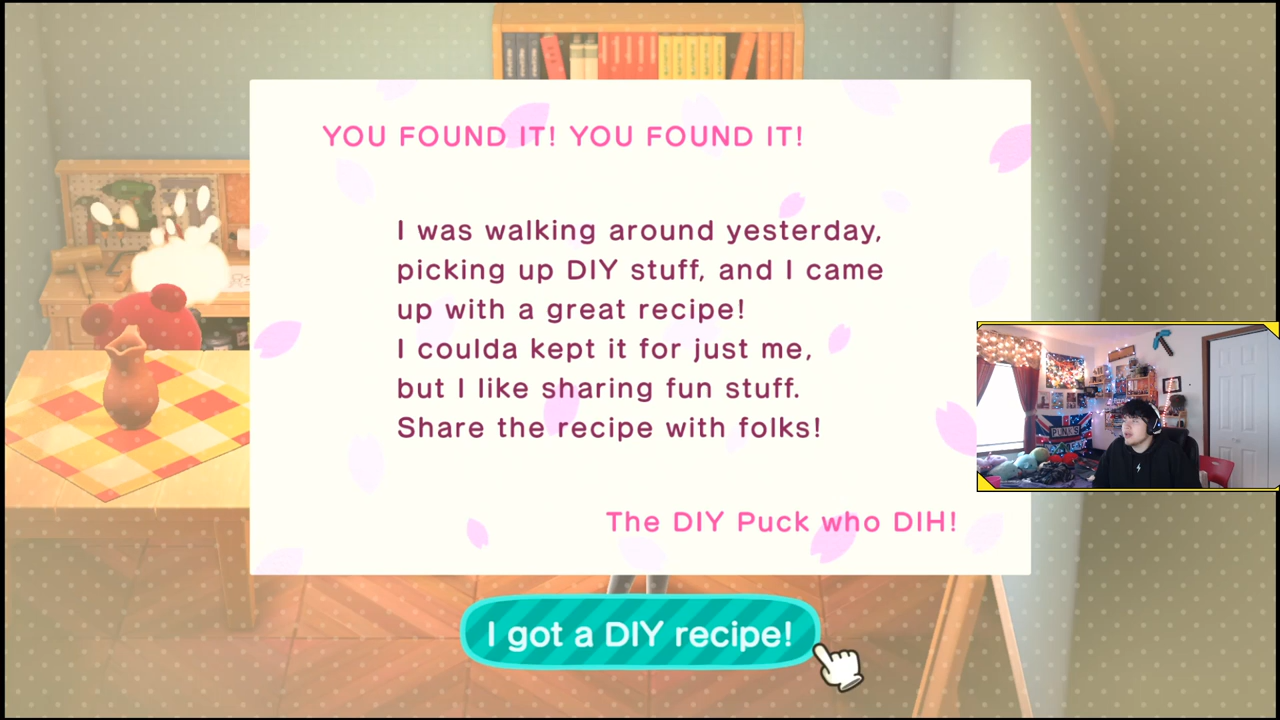 YOU FOUND IT! YOU FOUND IT!
I was walking around yesterday,
picking up DIY stuff, and I came
up with a great recipe!
I coulda kept it for just me,
but I like sharing fun stuff.
Share the recipe with folks!
The DIY Puck who DIH!
I got a DIY recipe!
PUNKS